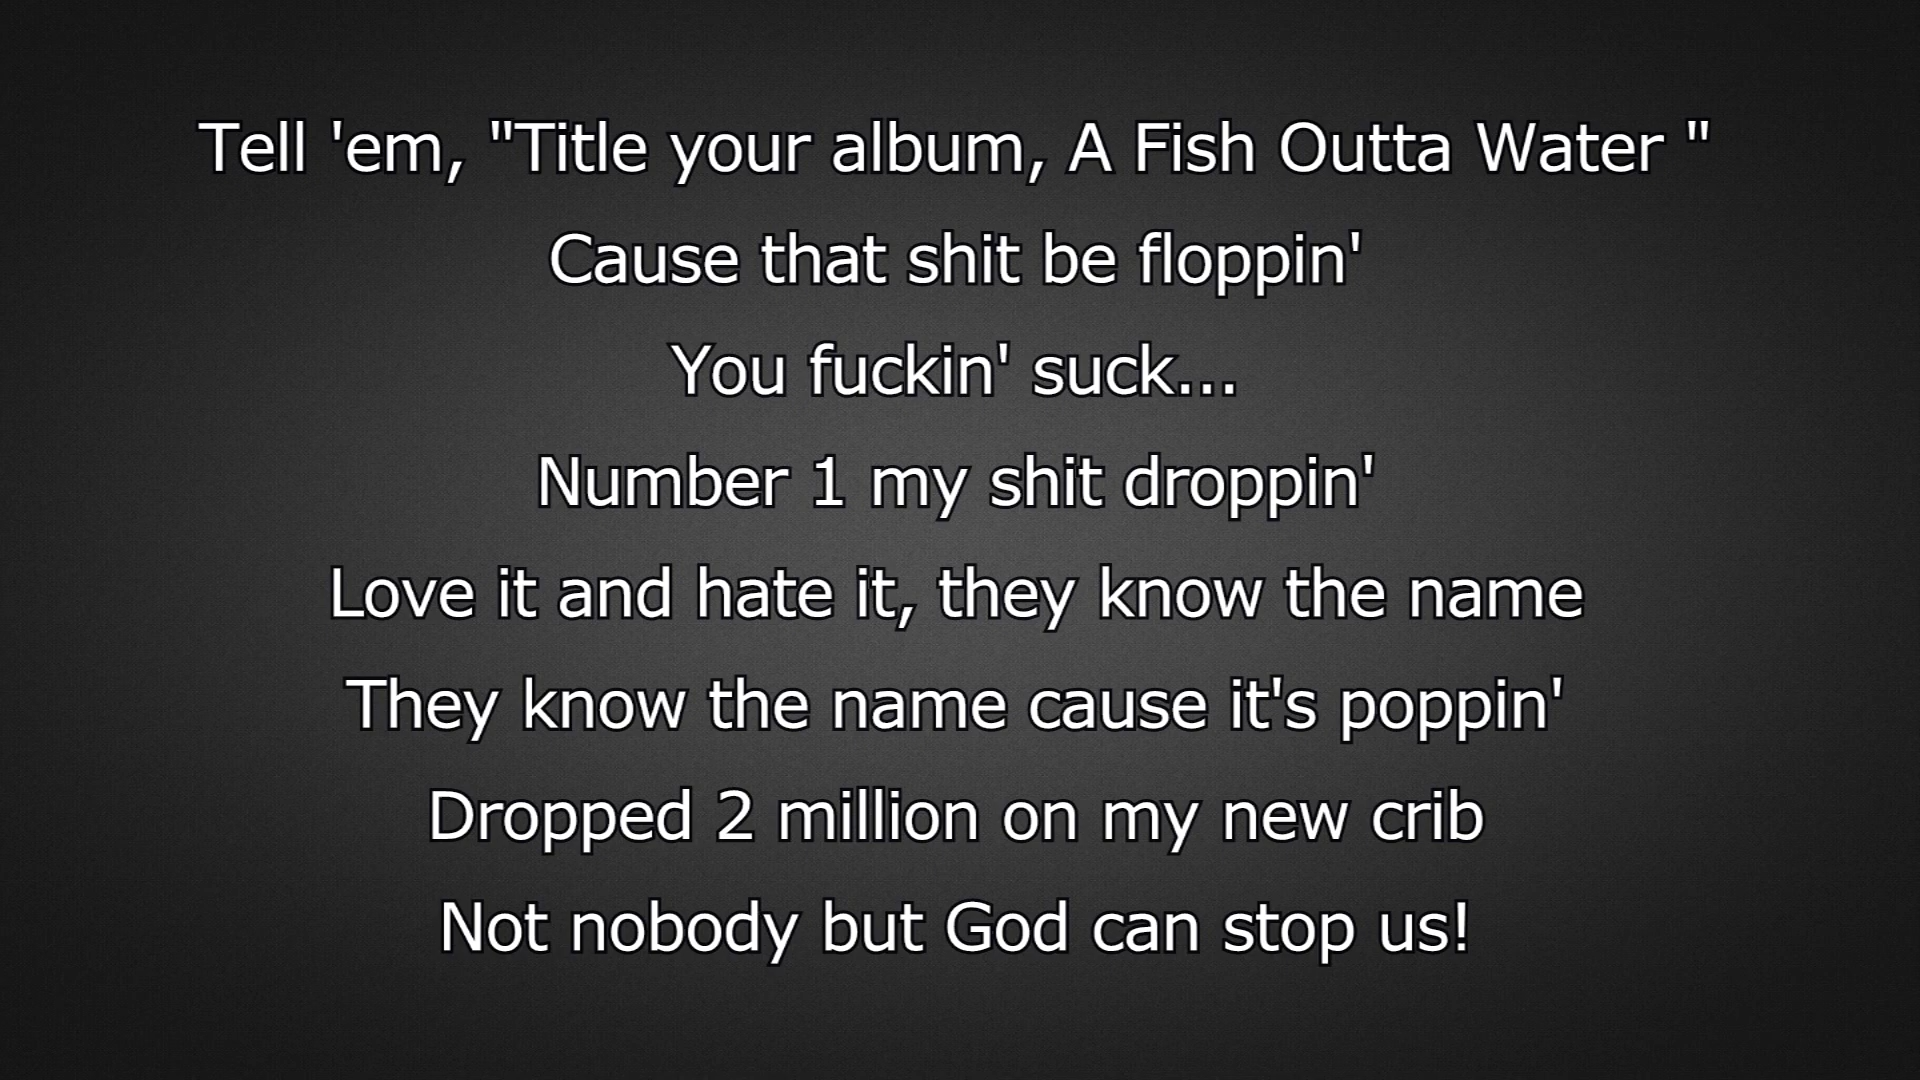 Tell 'em, "Title your album, A Fish Outta Water "
Cause that shit be floppin'
You fuckin' suck...
Number 1 my shit droppin'
Love it and hate it, they know the name
They know the name cause it's poppin'
Dropped 2 million on my new crib
Not nobody but God can stop us!